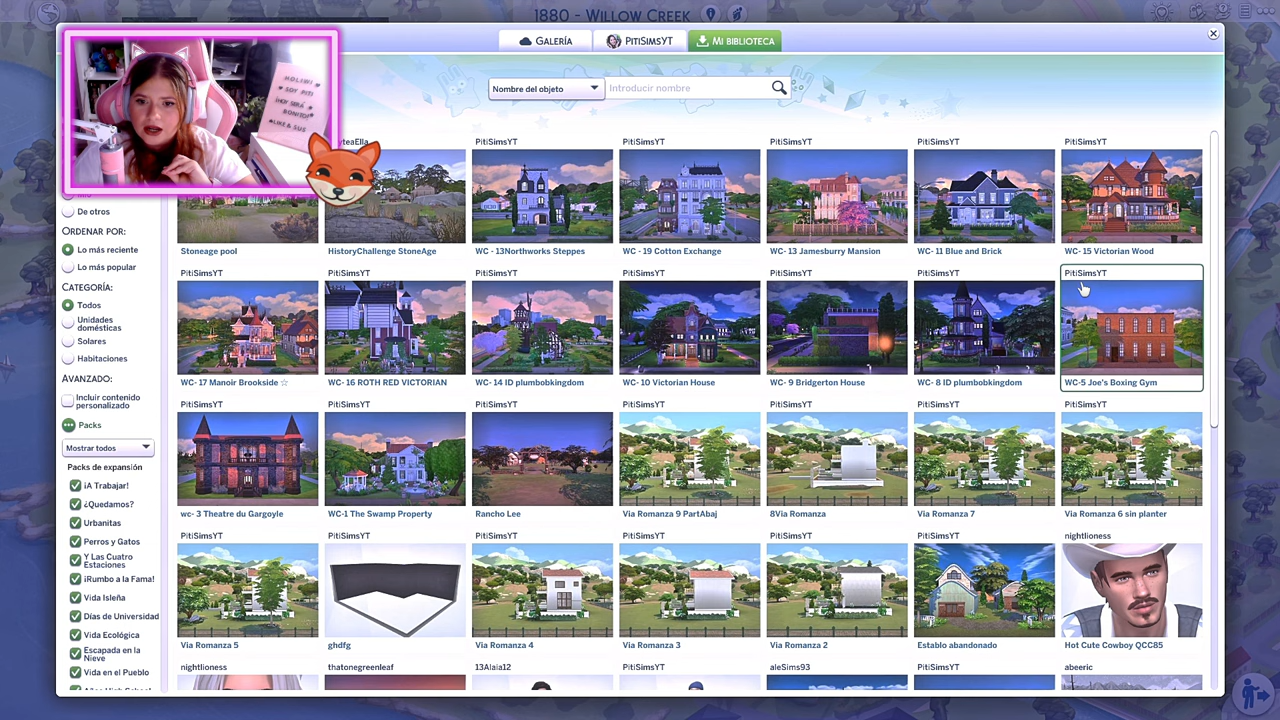 1880 - Willow Creek
Galería
PitiSimsYT
Mi biblioteca
Nombre del objeto
Introducir nombre
HOLIWI
SOY PITI
¡HOY SERÁ
BONITO!
LIKE & SUS
De otros
Ordenar por:
Lo más reciente
Lo más popular
Categoría:
Todos
Unidades
domésticas
Solares
Habitaciones
Avanzado:
Incluir contenido
personalizado
Packs
Mostrar todos
Packs de expansión
¡A Trabajar!
¿Quedamos?
Urbanitas
Perros y Gatos
Y Las Cuatro
Estaciones
¡Rumbo a la Fama!
Vida Isleña
Días de Universidad
Vida Ecológica
Escapada en la
Nieve
Vida en el Pueblo
PitiSimsYT PitiSimsYT PitiSimsYT PitiSimsYT PitiSimsYT
Stoneage pool HistoryChallenge StoneAge WC - 13Northworks Steppes WC - 19 Cotton Exchange WC- 13 Jamesburry Mansion WC- 11 Blue and Brick WC- 15 Victorian Wood
PitiSimsYT PitiSimsYT PitiSimsYT PitiSimsYT PitiSimsYT PitiSimsYT PitiSimsYT
WC- 17 Manoir Brookside ☆ WC- 16 ROTH RED VICTORIAN WC- 14 ID plumbobkingdom WC- 10 Victorian House WC- 9 Bridgerton House WC- 8 ID plumbobkingdom WC-5 Joe's Boxing Gym
PitiSimsYT PitiSimsYT PitiSimsYT PitiSimsYT PitiSimsYT PitiSimsYT PitiSimsYT
wc- 3 Theatre du Gargoyle WC-1 The Swamp Property Rancho Lee Via Romanza 9 PartAbaj 8Via Romanza Via Romanza 7 Via Romanza 6 sin planter
PitiSimsYT PitiSimsYT PitiSimsYT PitiSimsYT PitiSimsYT PitiSimsYT nightlioness
Via Romanza 5 ghdfg Via Romanza 4 Via Romanza 3 Via Romanza 2 Establo abandonado Hot Cute Cowboy QCC85
nightlioness thatonegreenleaf 13Alaia12 PitiSimsYT aleSims93 PitiSimsYT abeeric